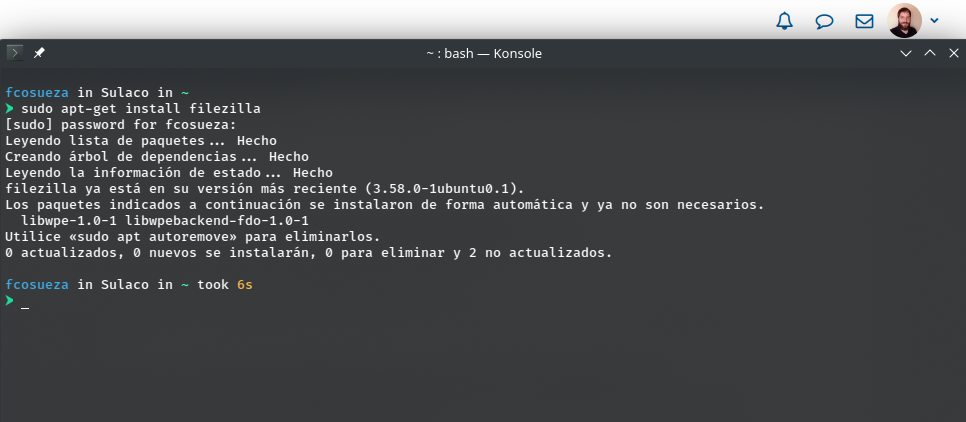 ~ : bash — Konsole
fcosueza in Sulaco in ~
❯ sudo apt-get install filezilla
[sudo] password for fcosueza:
Leyendo lista de paquetes... Hecho
Creando árbol de dependencias... Hecho
Leyendo la información de estado... Hecho
filezilla ya está en su versión más reciente (3.58.0-1ubuntu0.1).
Los paquetes indicados a continuación se instalaron de forma automática y ya no son necesarios.
libwpe-1.0-1 libwpebackend-fdo-1.0-1
Utilice «sudo apt autoremove» para eliminarlos.
0 actualizados, 0 nuevos se instalarán, 0 para eliminar y 2 no actualizados.
fcosueza in Sulaco in ~ took 6s
❯ _